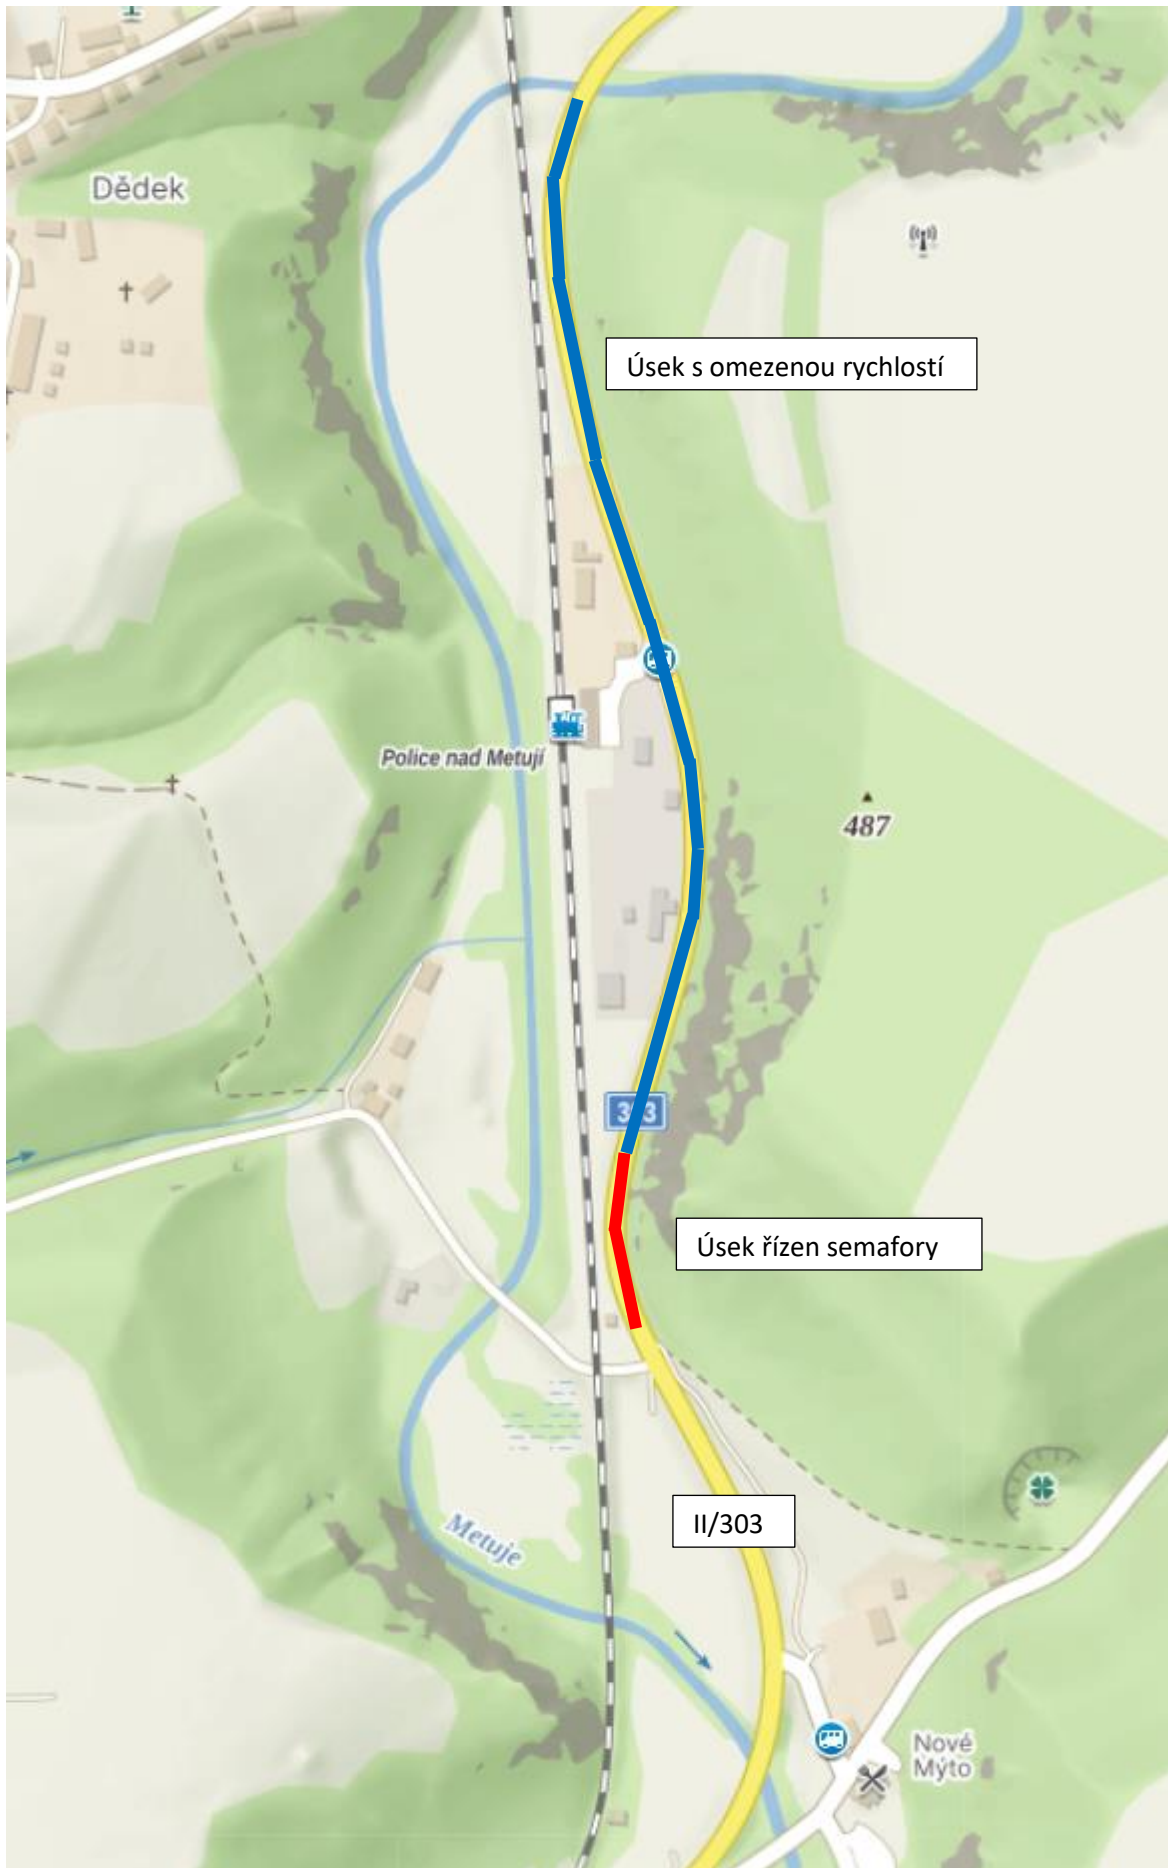 Dědek
Úsek s omezenou rychlostí
Police nad Metují
487
Úsek řízen semafory
II/303
Metuje
Nové
Mýto